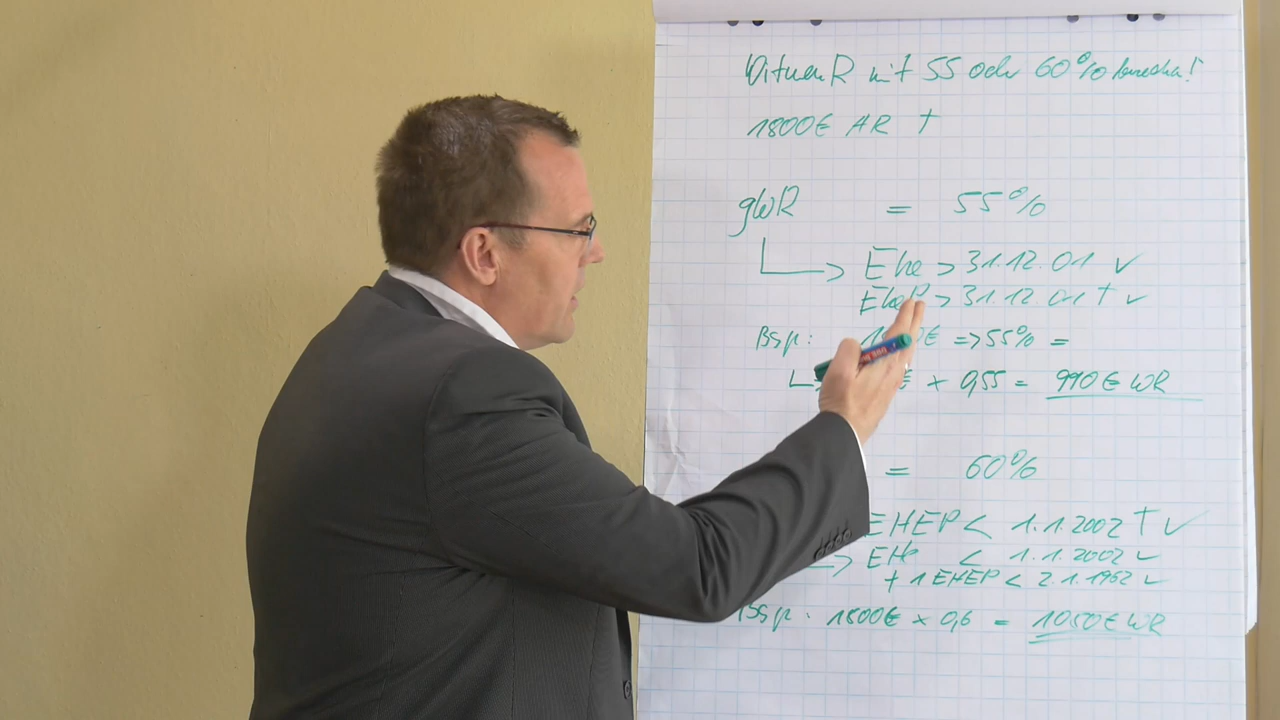 WitwenR mit 55 oder 60%
1800€ AR †
gWR = 55%
Ehe > 31.12.01 ✓
EheP > 31.12.01 † ✓
Bsp: € => 55% =
€ x 0,55 = 990€ WR
= 60%
EHEP < 1.1.2002 † ✓
EHe < 1.1.2002 ✓
+ 1 EHEP < 2.1.1962 ✓
Bsp: 1800€ x 0,6 = 1080€ WR